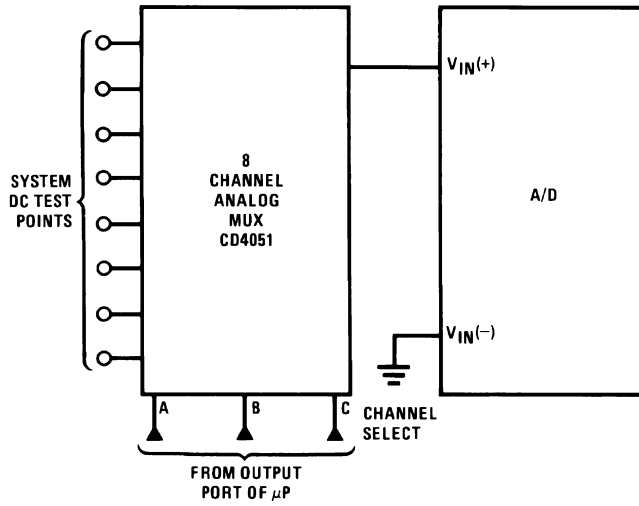 SYSTEM
DC TEST
POINTS
8
CHANNEL
ANALOG
MUX
CD4051
VIN(+)
A/D
VIN(−)
A
B
C
CHANNEL
SELECT
FROM OUTPUT
PORT OF μP